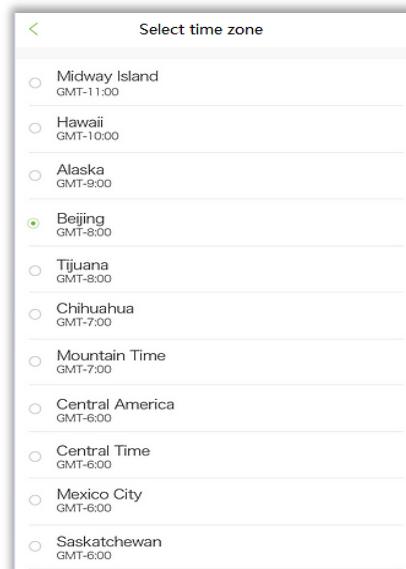 Select time zone
Midway Island
GMT-11:00
Hawaii
GMT-10:00
Alaska
GMT-9:00
Beijing
GMT-8:00
Tijuana
GMT-8:00
Chihuahua
GMT-7:00
Mountain Time
GMT-7:00
Central America
GMT-6:00
Central Time
GMT-6:00
Mexico City
GMT-6:00
Saskatchewan
GMT-6:00